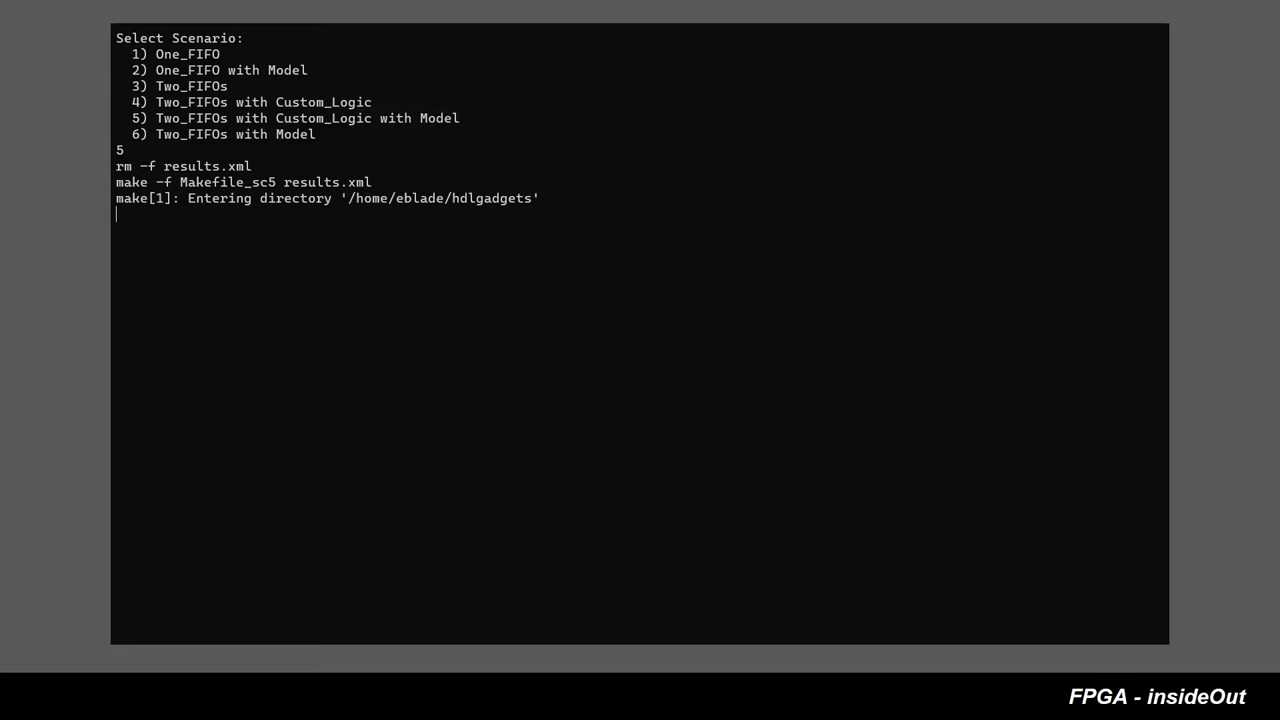 Select Scenario:
1) One_FIFO
2) One_FIFO with Model
3) Two_FIFOs
4) Two_FIFOs with Custom_Logic
5) Two_FIFOs with Custom_Logic with Model
6) Two_FIFOs with Model
5
rm -f results.xml
make -f Makefile_sc5 results.xml
make[1]: Entering directory '/home/eblade/hdlgadgets'
FPGA - insideOut